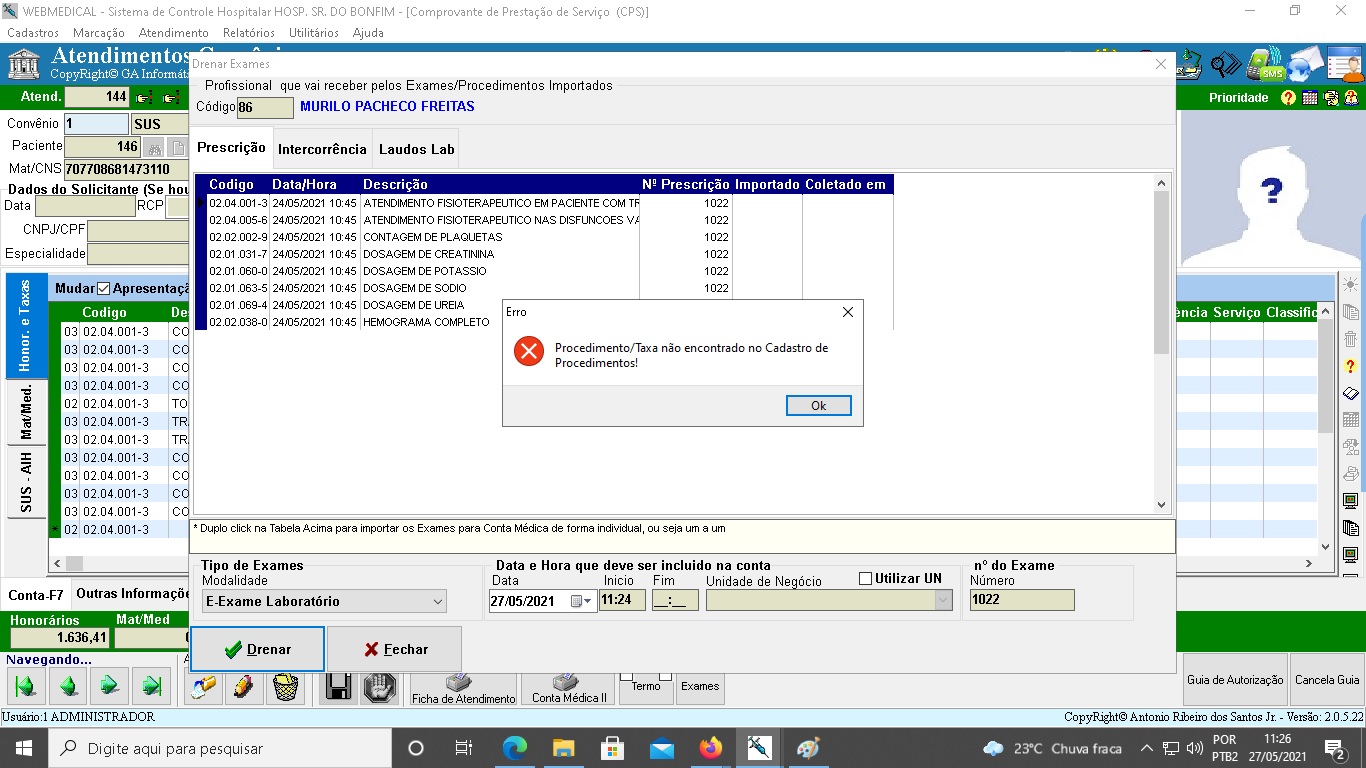 WEBMEDICAL - Sistema de Controle Hospitalar HOSP. SR. DO BONFIM - [Comprovante de Prestação de Serviço (CPS)]
Cadastros Marcação Atendimento Relatórios Utilitários Ajuda
Atendimentos
CopyRight© GA Informát
SMS
Drenar Exames
Profissional que vai receber pelos Exames/Procedimentos Importados
Código 86 MURILO PACHECO FREITAS
Atend. 144
Prioridade
Convênio 1 SUS
Paciente 146
Mat/CNS 707708681473110
Dados do Solicitante (Se hou
Data RCP
CNPJ/CPF
Especialidade
Prescrição Intercorrência Laudos Lab
Codigo Data/Hora Descrição Nº Prescrição Importado Coletado em
02.04.001-3 24/05/2021 10:45 ATENDIMENTO FISIOTERAPEUTICO EM PACIENTE COM TR 1022
02.04.005-6 24/05/2021 10:45 ATENDIMENTO FISIOTERAPEUTICO NAS DISFUNCOES VA 1022
02.02.002-9 24/05/2021 10:45 CONTAGEM DE PLAQUETAS 1022
02.01.031-7 24/05/2021 10:45 DOSAGEM DE CREATININA 1022
02.01.060-0 24/05/2021 10:45 DOSAGEM DE POTASSIO 1022
02.01.063-5 24/05/2021 10:45 DOSAGEM DE SODIO 1022
02.01.069-4 24/05/2021 10:45 DOSAGEM DE UREIA
02.02.038-0 24/05/2021 10:45 HEMOGRAMA COMPLETO
Erro
Procedimento/Taxa não encontrado no Cadastro de
Procedimentos!
Ok
Honor. e Taxas
Mat/Med.
SUS - AIH
Mudar Apresentaçã
Codigo De
ência Serviço Classific
03 02.04.001-3 CO
03 02.04.001-3 CO
03 02.04.001-3 CO
03 02.04.001-3 CO
02 02.04.001-3 TO
03 02.04.001-3 TR
03 02.04.001-3 TR
03 02.04.001-3 CO
03 02.04.001-3 CO
03 02.04.001-3 CO
03 02.04.001-3 CO
* 02 02.04.001-3
* Duplo click na Tabela Acima para importar os Exames para Conta Médica de forma individual, ou seja um a um
Tipo de Exames
Modalidade
E-Exame Laboratório
Data e Hora que deve ser incluido na conta
Data Inicio Fim Unidade de Negócio Utilizar UN
27/05/2021 11:24 __:__
nº do Exame
Número
1022
Conta-F7 Outras Informaçõe
Honorários Mat/Med
1.636,41
Drenar Fechar
Navegando...
Ficha de Atendimento Conta Médica II Termo Exames
Guia de Autorização Cancela Guia
Usuário:1 ADMINISTRADOR
CopyRight© Antonio Ribeiro dos Santos Jr. - Versão: 2.0.5.22
Digite aqui para pesquisar
23°C Chuva fraca
POR
PTB2
11:26
27/05/2021
2